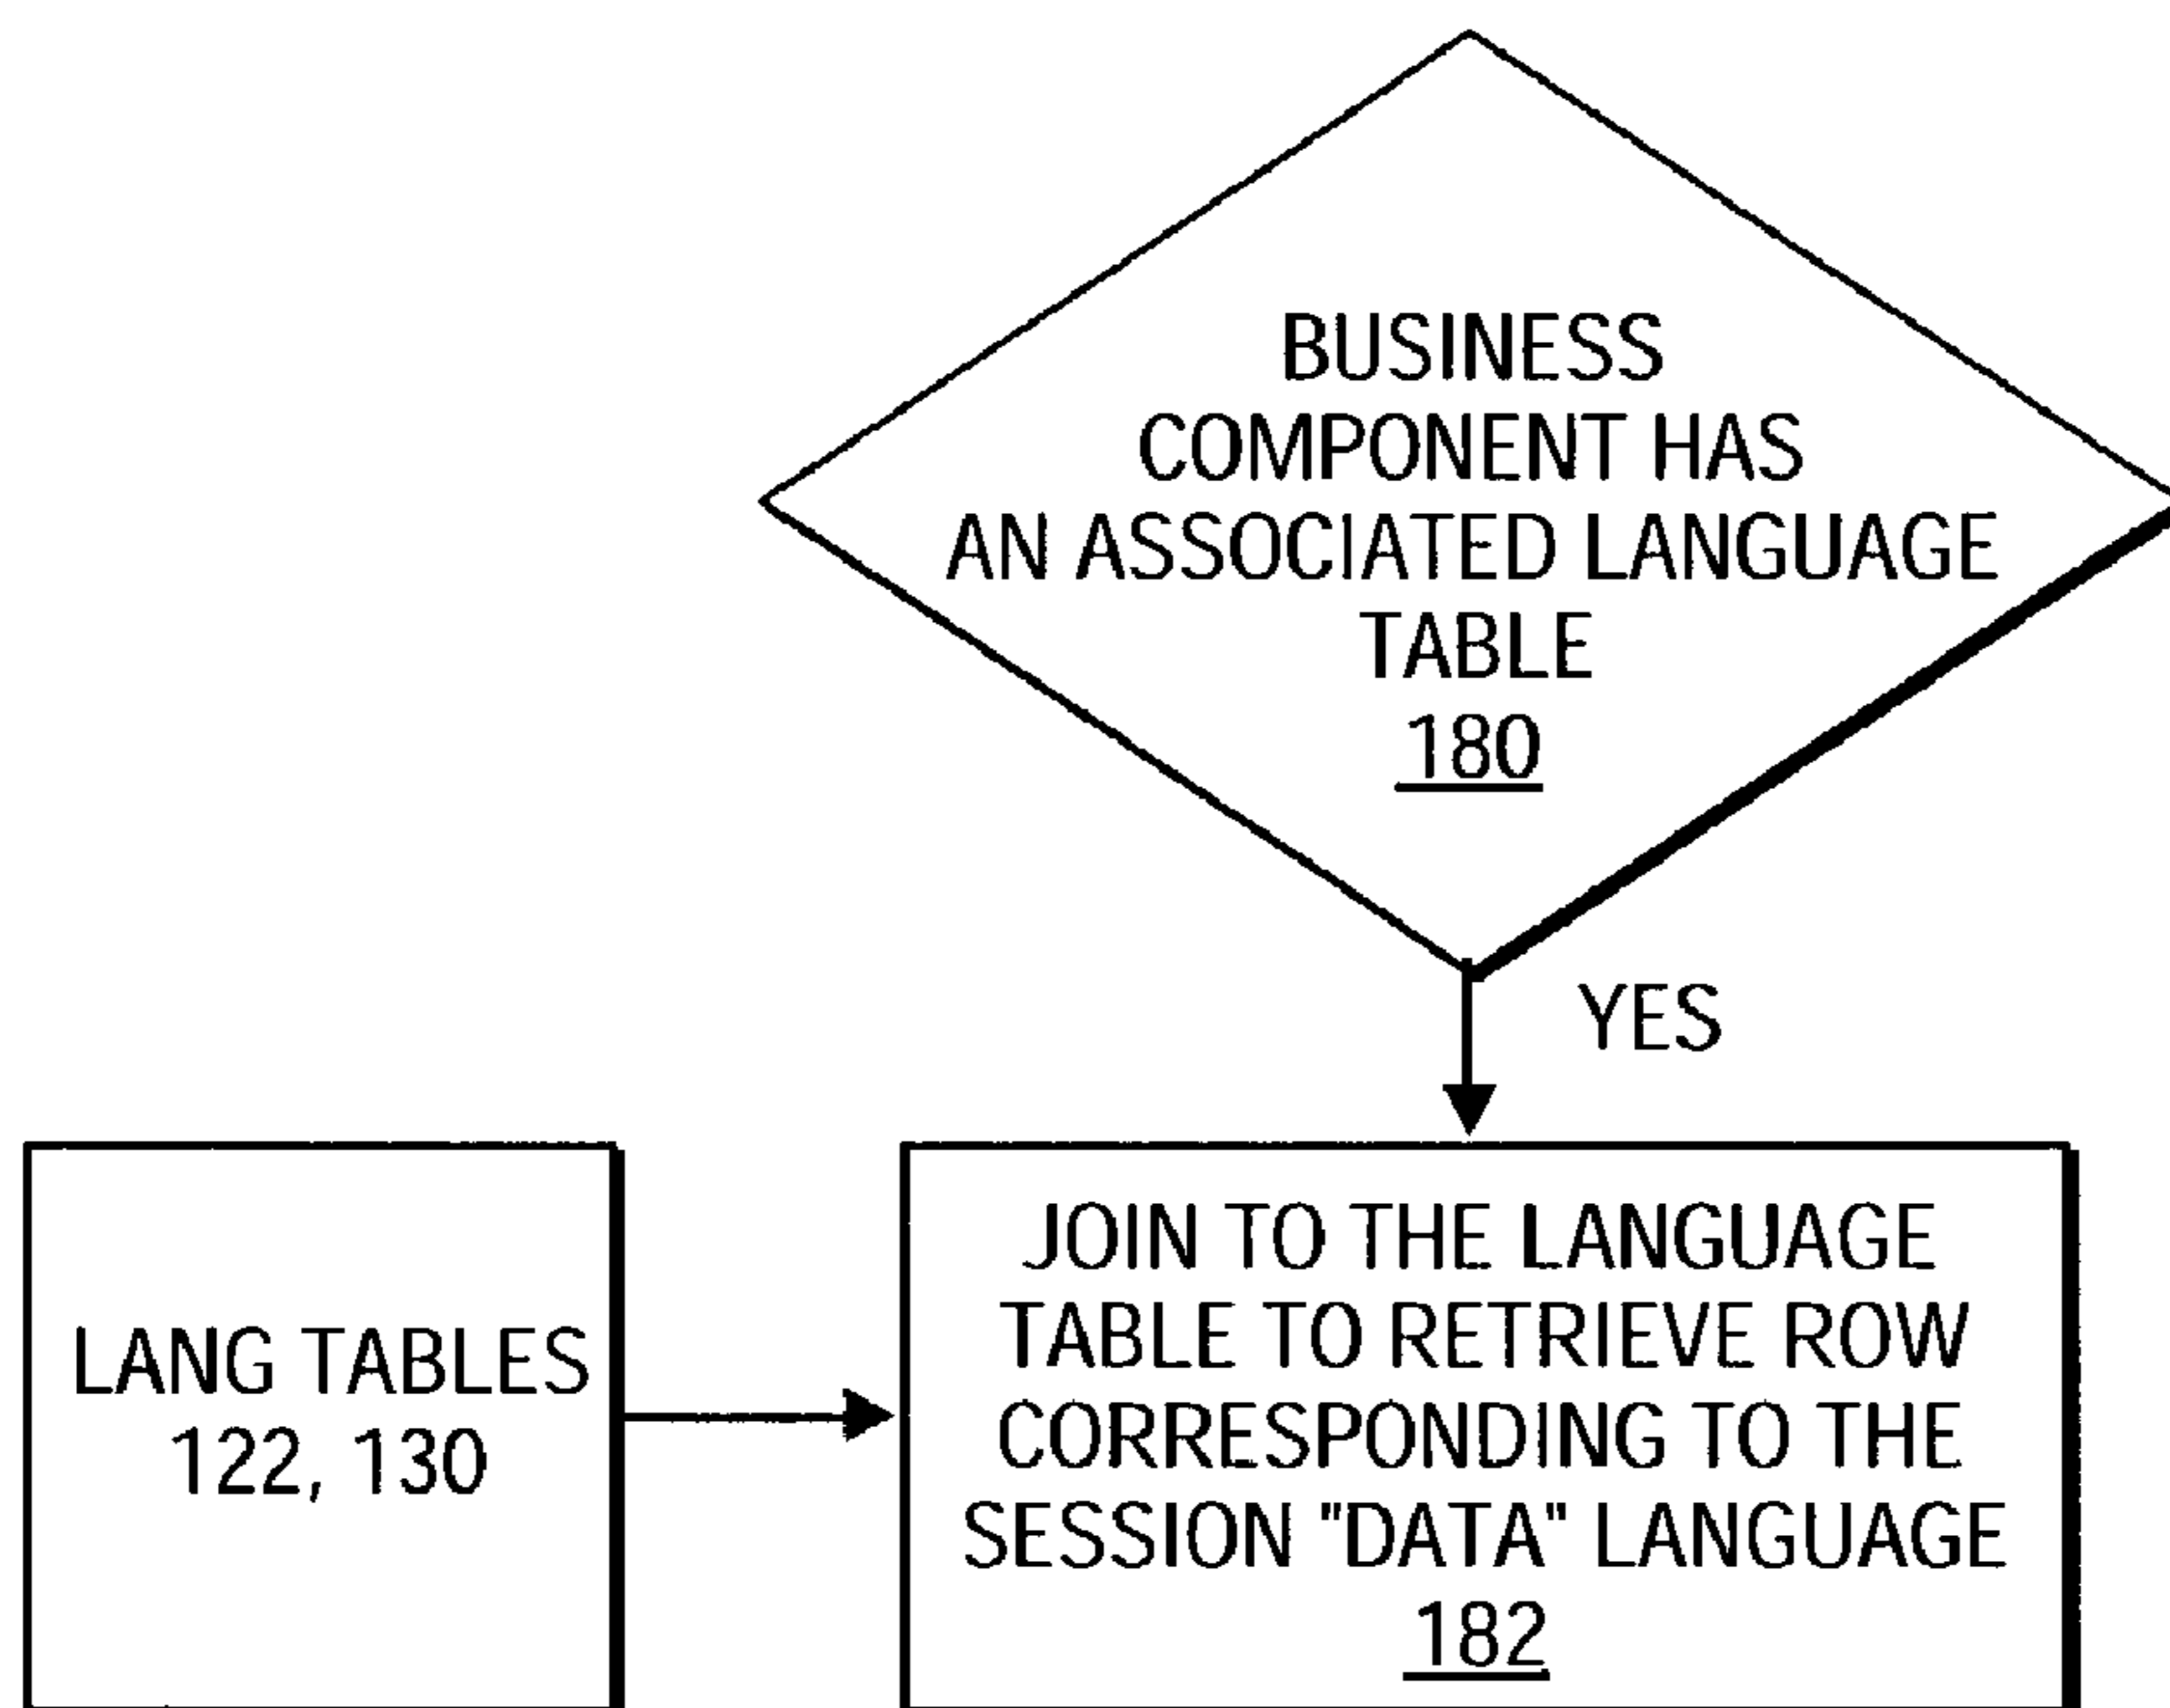 BUSINESS
COMPONENT HAS
AN ASSOCIATED LANGUAGE
TABLE
180
YES
LANG TABLES
122, 130
JOIN TO THE LANGUAGE
TABLE TO RETRIEVE ROW
CORRESPONDING TO THE
SESSION "DATA" LANGUAGE
182